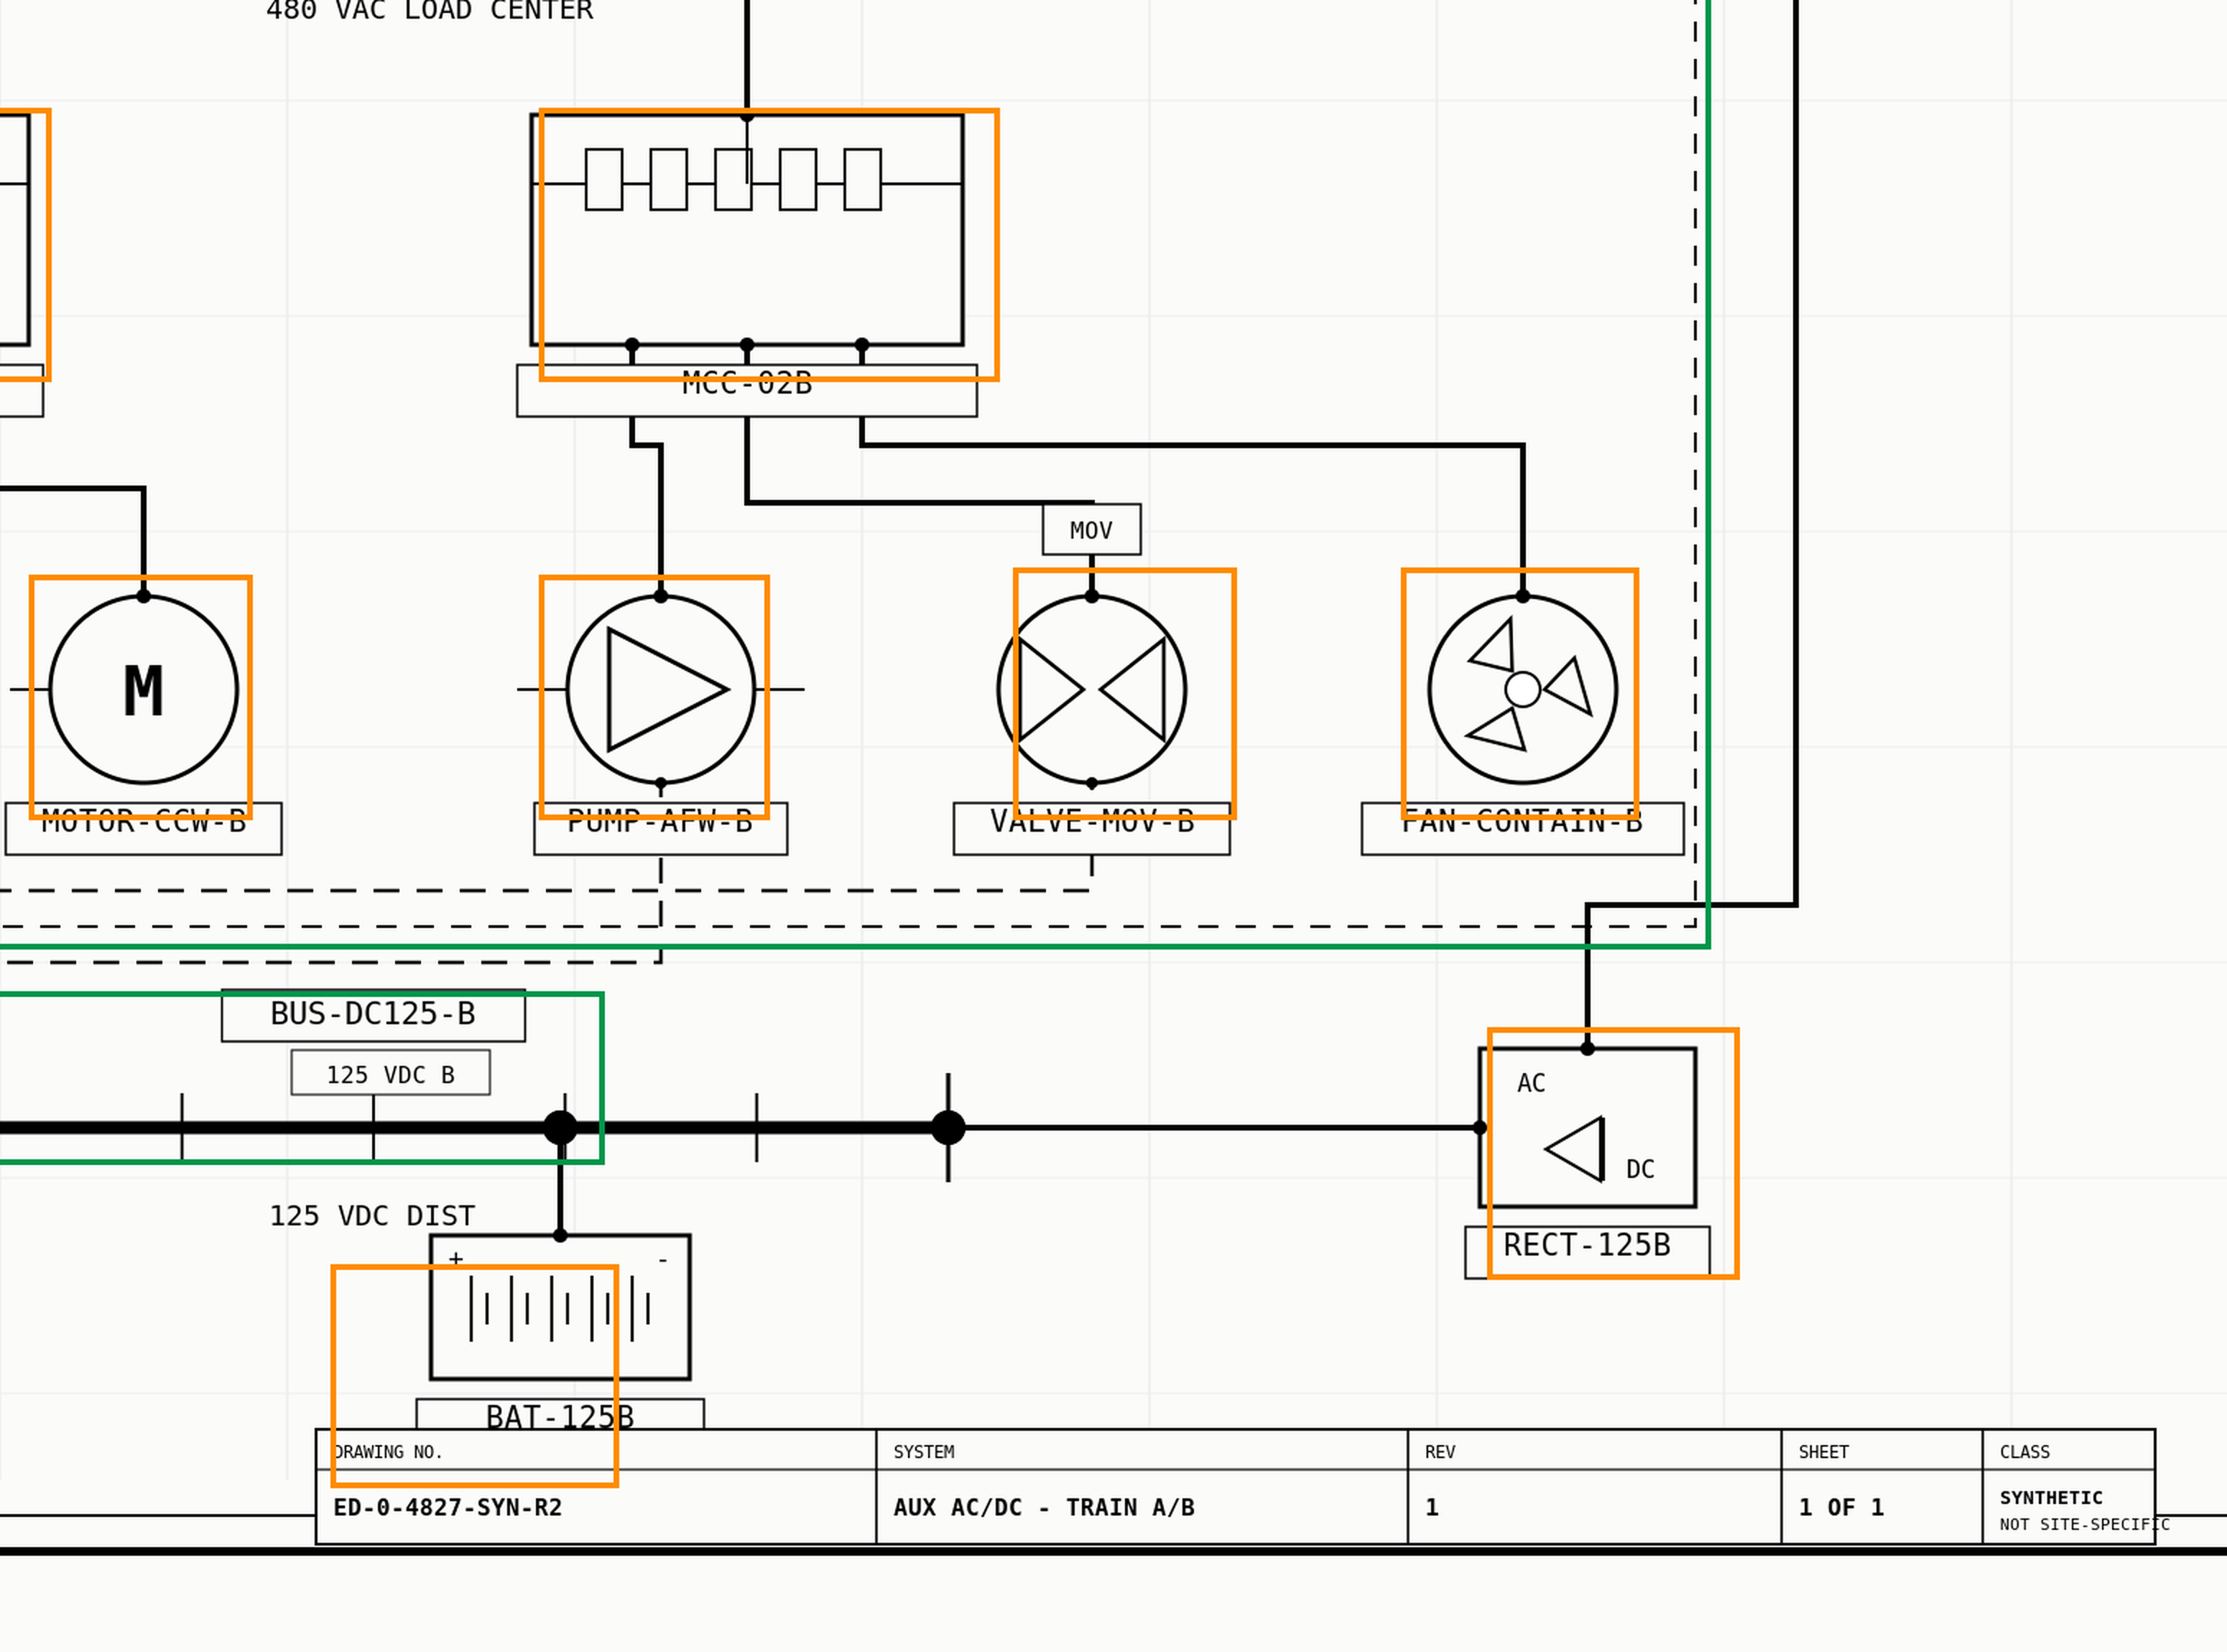 480 VAC LOAD CENTER
MCC-02B
MOV
M
MOTOR-CCW-B
PUMP-AFW-B
VALVE-MOV-B
FAN-CONTAIN-B
BUS-DC125-B
125 VDC B
AC
DC
RECT-125B
125 VDC DIST
+ -
BAT-125B
DRAWING NO. SYSTEM REV SHEET CLASS
ED-0-4827-SYN-R2 AUX AC/DC - TRAIN A/B 1 1 OF 1 SYNTHETIC
NOT SITE-SPECIFIC